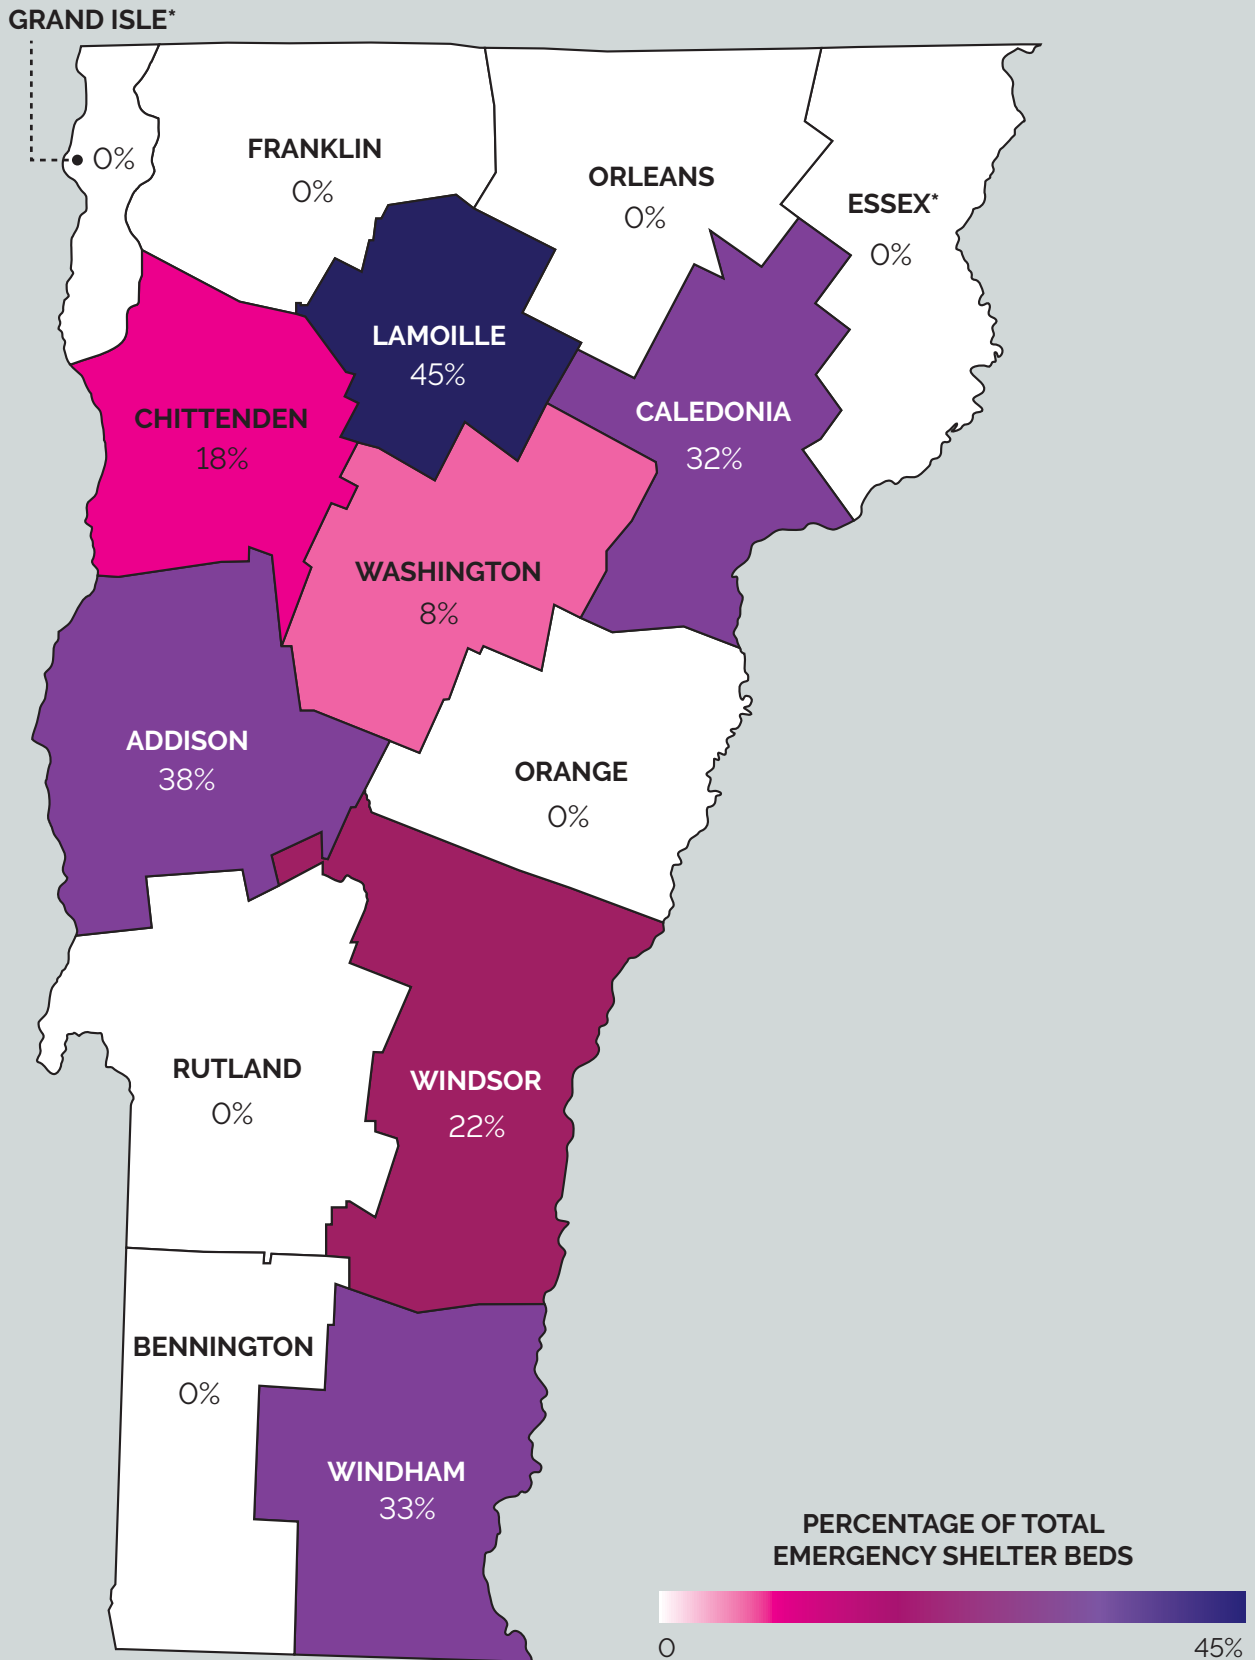 GRAND ISLE*
0%
FRANKLIN
0%
ORLEANS
0%
ESSEX*
0%
LAMOILLE
45%
CHITTENDEN
18%
CALEDONIA
32%
WASHINGTON
8%
ADDISON
38%
ORANGE
0%
RUTLAND
0%
WINDSOR
22%
BENNINGTON
0%
WINDHAM
33%
PERCENTAGE OF TOTAL
EMERGENCY SHELTER BEDS
0 45%